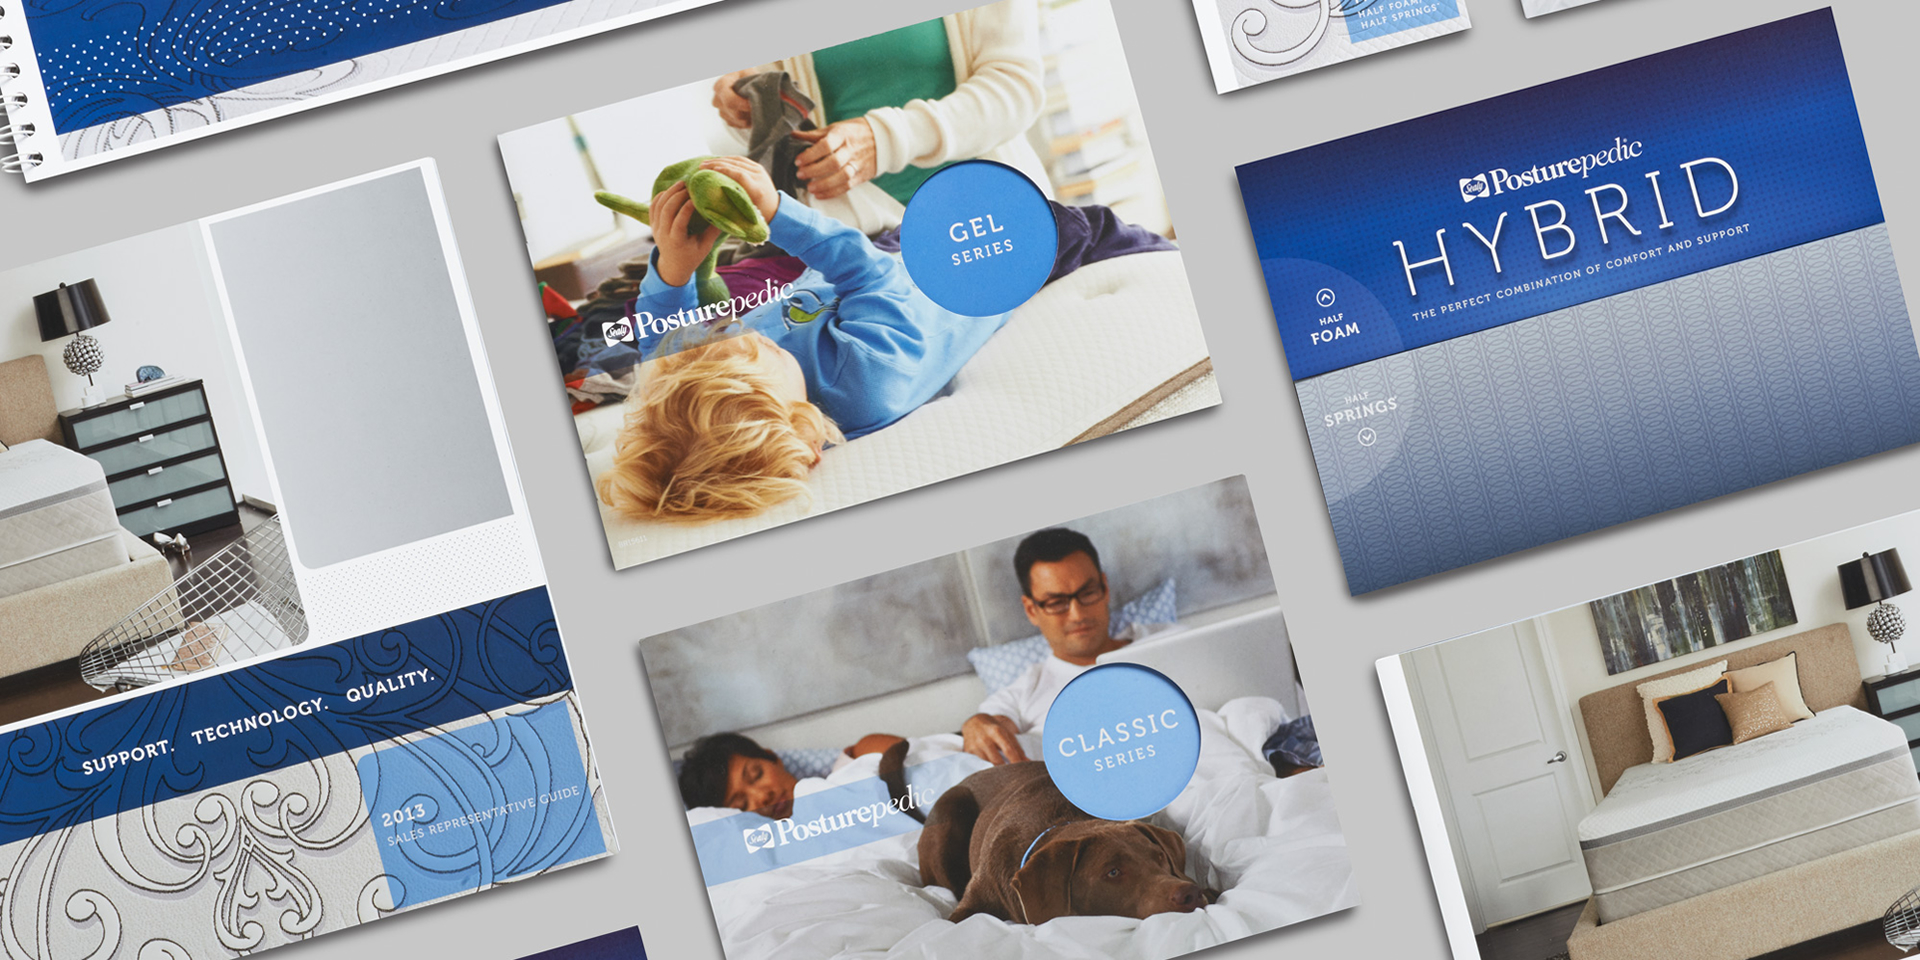 HALF FOAM
HALF SPRINGS
GEL
SERIES
Sealy Posturepedic
Sealy Posturepedic
HYBRID
THE PERFECT COMBINATION OF COMFORT AND SUPPORT
HALF
FOAM
HALF
SPRINGS
SUPPORT. TECHNOLOGY. QUALITY.
2013
SALES REPRESENTATIVE GUIDE
CLASSIC
SERIES
Sealy Posturepedic